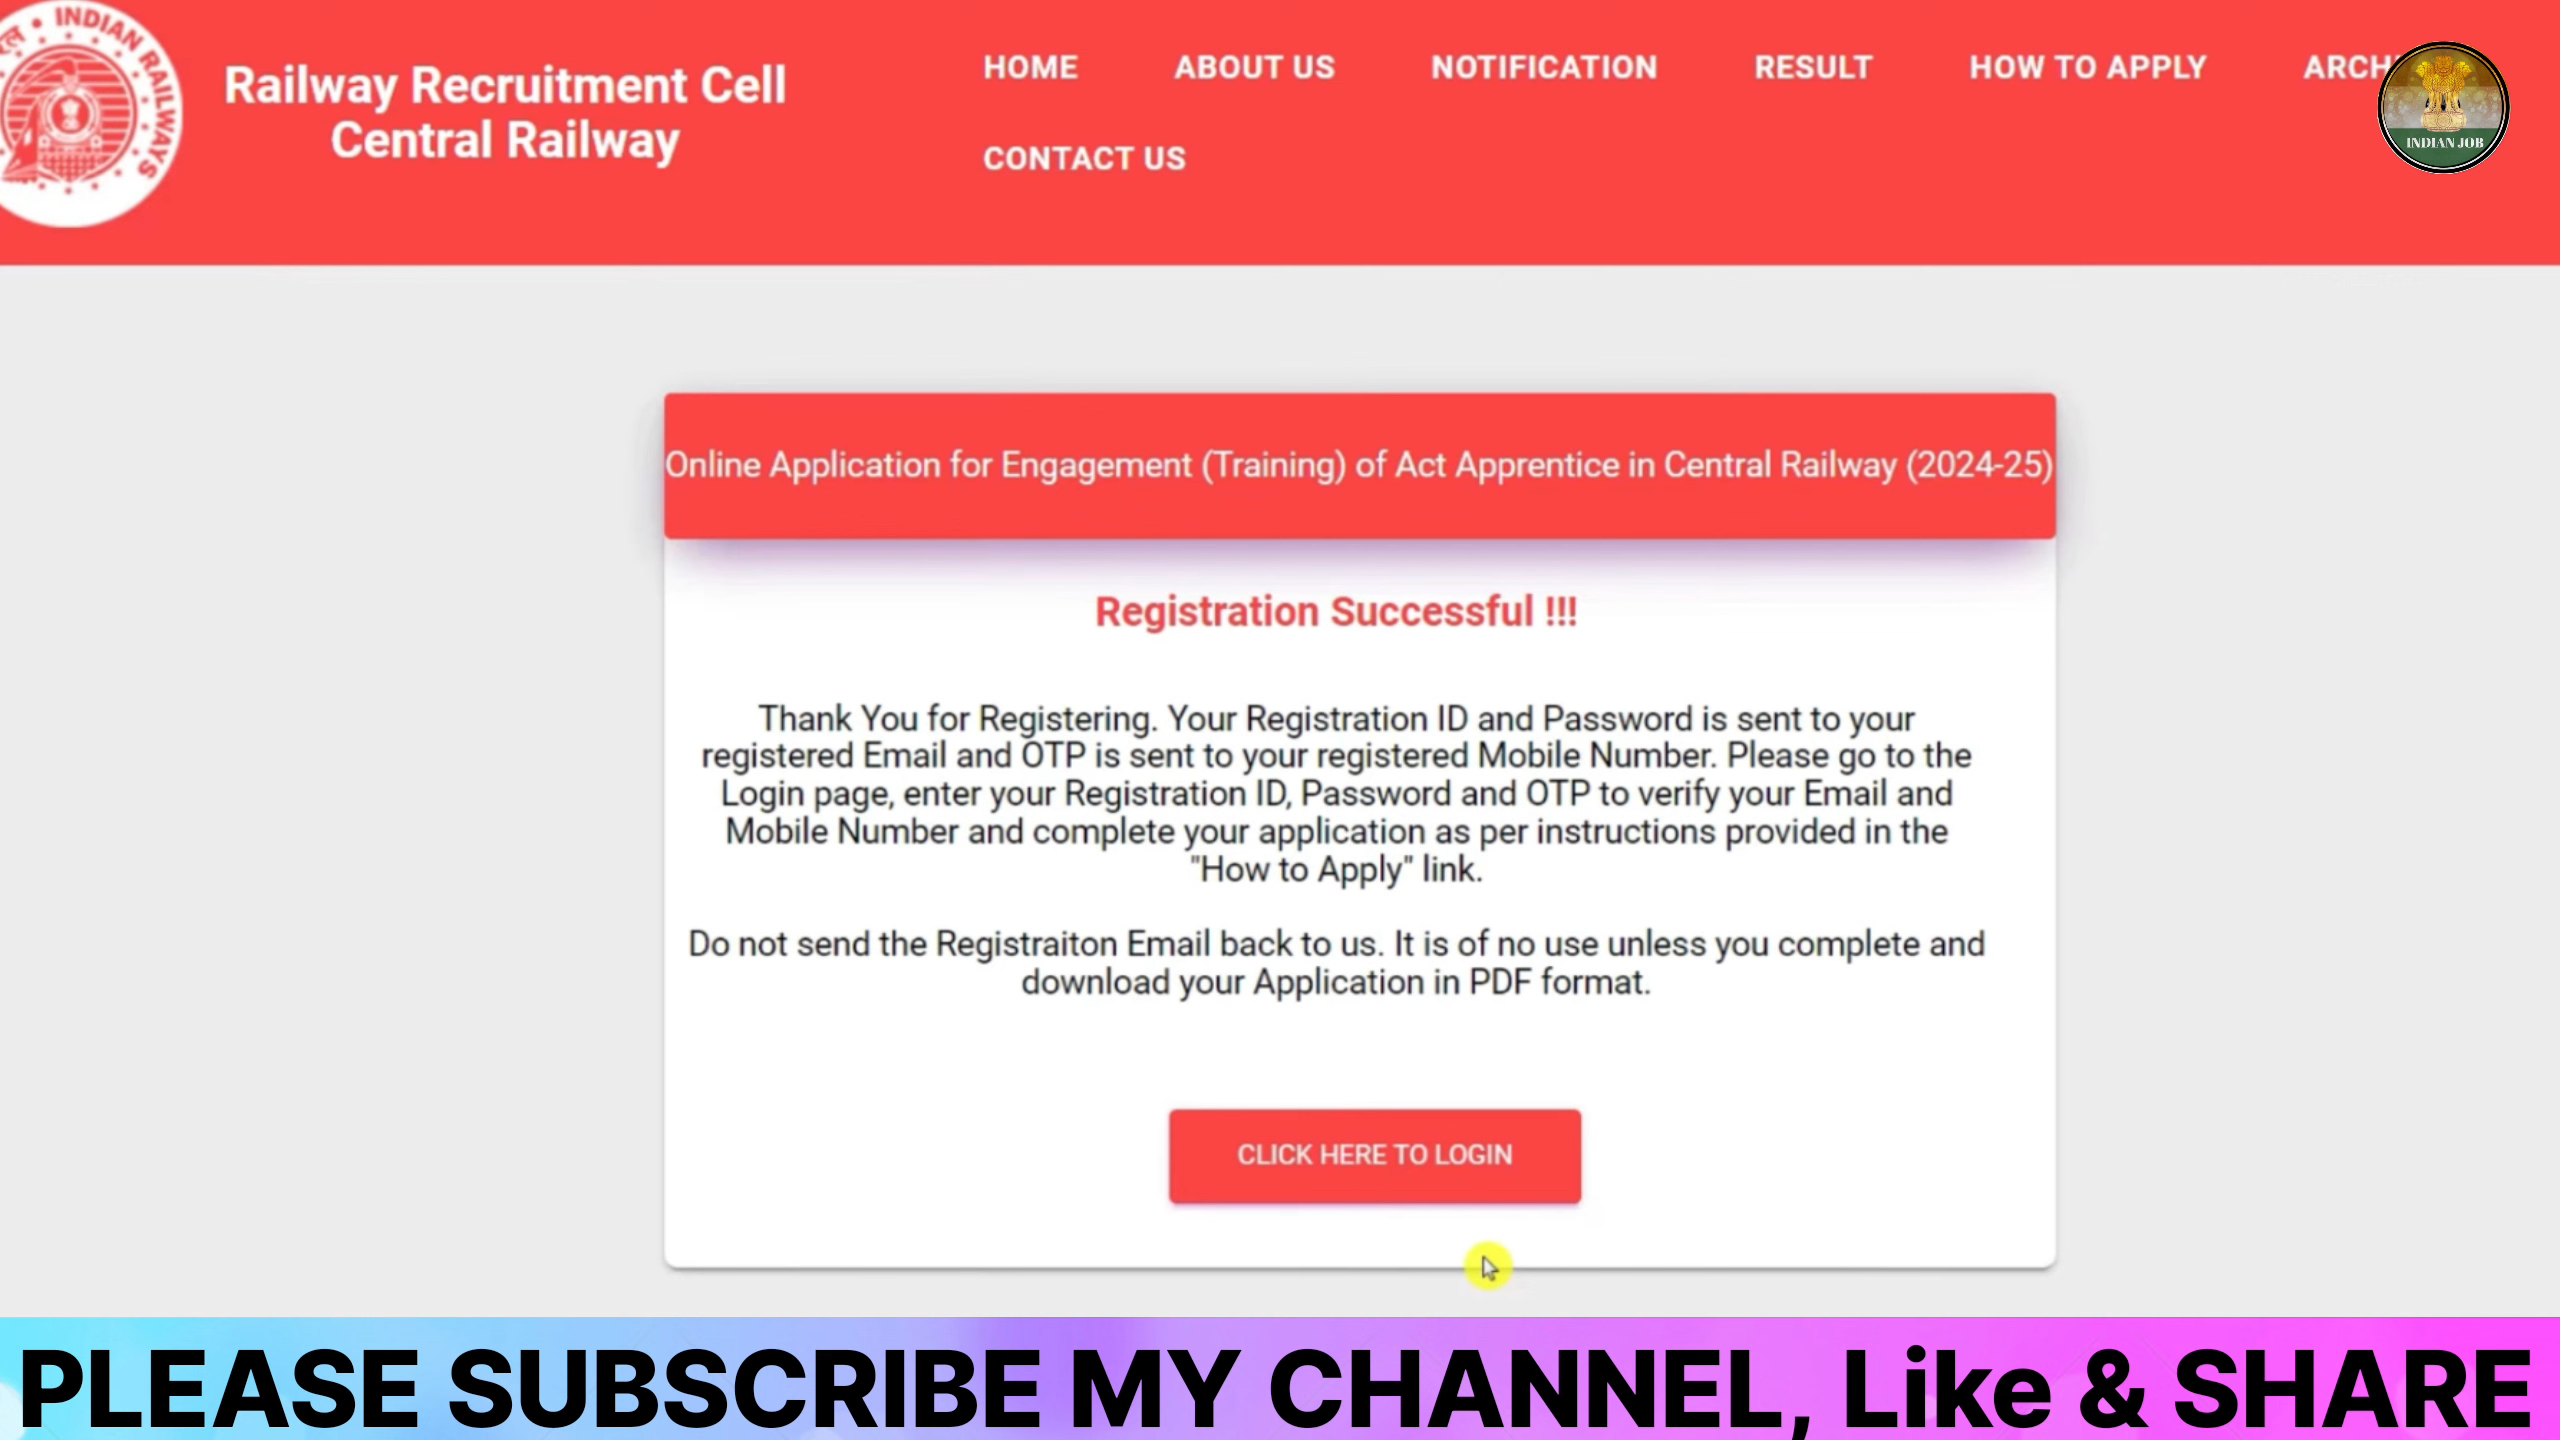 INDIAN RAILWAYS
Railway Recruitment Cell
Central Railway
HOME ABOUT US NOTIFICATION RESULT HOW TO APPLY
CONTACT US
INDIAN JOB
Online Application for Engagement (Training) of Act Apprentice in Central Railway (2024-25)
Registration Successful !!!
Thank You for Registering. Your Registration ID and Password is sent to your
registered Email and OTP is sent to your registered Mobile Number. Please go to the
Login page, enter your Registration ID, Password and OTP to verify your Email and
Mobile Number and complete your application as per instructions provided in the
"How to Apply" link.
Do not send the Registraiton Email back to us. It is of no use unless you complete and
download your Application in PDF format.
CLICK HERE TO LOGIN
PLEASE SUBSCRIBE MY CHANNEL, Like & SHARE